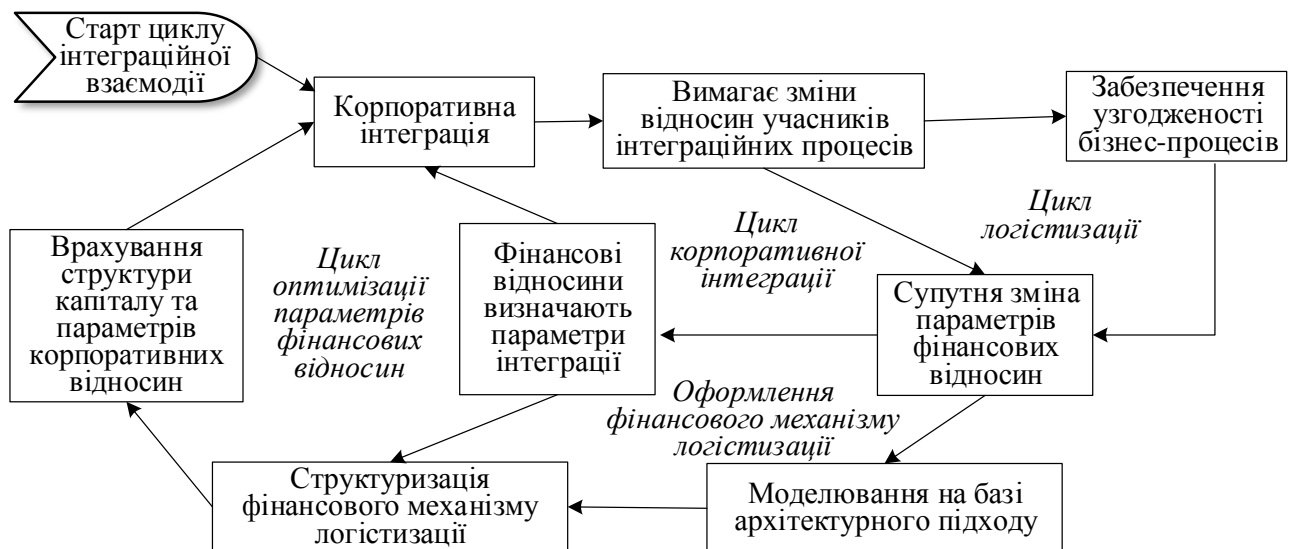 Старт циклу
інтеграційної
взаємодії
Корпоративна
інтеграція
Вимагає зміни
відносин учасників
інтеграційних процесів
Забезпечення
узгодженості
бізнес-процесів
Врахування
структури
капіталу та
параметрів
корпоративних
відносин
Цикл
оптимізації
параметрів
фінансових
відносин
Фінансові
відносини
визначають
параметри
інтеграції
Цикл
корпоративної
інтеграції
Цикл
логістизації
Супутня зміна
параметрів
фінансових
відносин
Оформлення
фінансового механізму
логістизації
Структуризація
фінансового механізму
логістизації
Моделювання на базі
архітектурного підходу